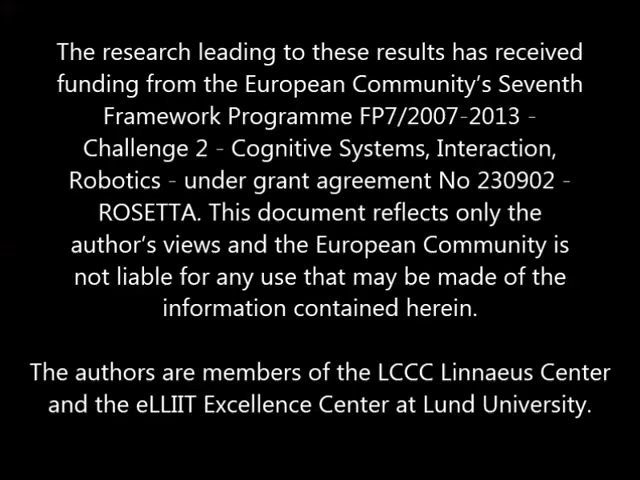 The research leading to these results has received
funding from the European Community’s Seventh
Framework Programme FP7/2007-2013 -
Challenge 2 - Cognitive Systems, Interaction,
Robotics - under grant agreement No 230902 -
ROSETTA. This document reflects only the
author’s views and the European Community is
not liable for any use that may be made of the
information contained herein.
The authors are members of the LCCC Linnaeus Center
and the eLLIIT Excellence Center at Lund University.